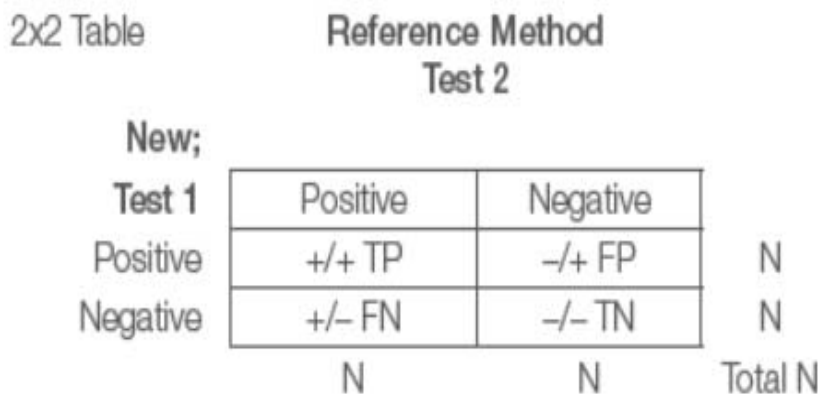 2x2 Table Reference Method
Test 2
New;
Test 1 Positive Negative
Positive +/+ TP –/+ FP N
Negative +/– FN –/– TN N
N N Total N